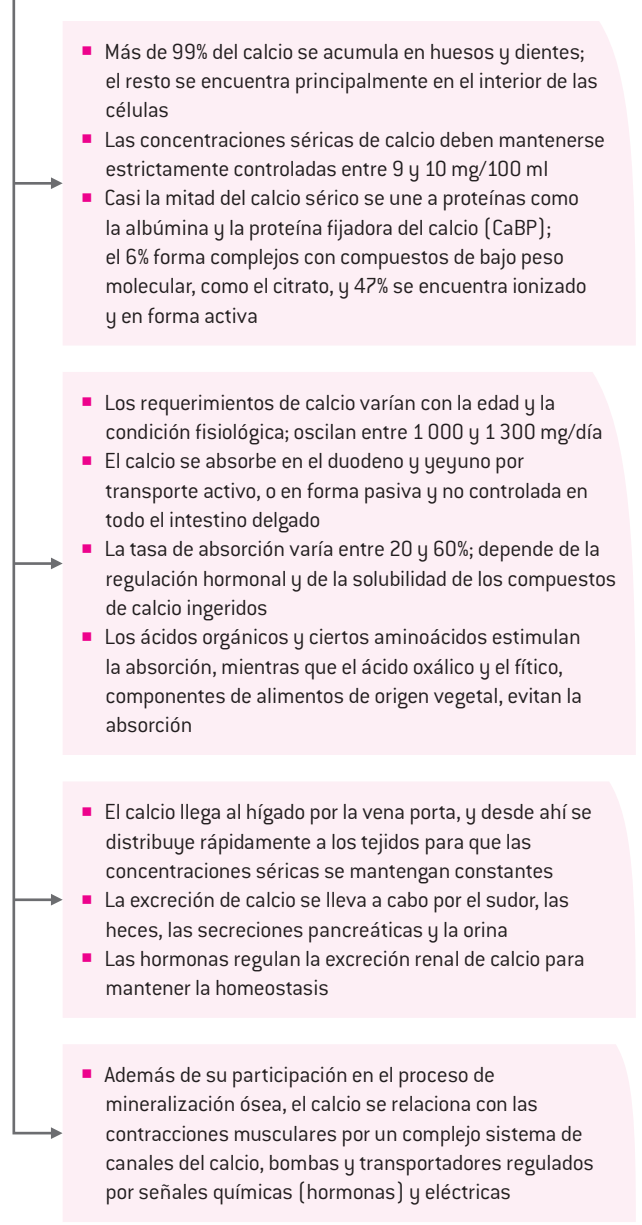 ▪ Más de 99% del calcio se acumula en huesos y dientes;
el resto se encuentra principalmente en el interior de las
células
▪ Las concentraciones séricas de calcio deben mantenerse
estrictamente controladas entre 9 y 10 mg/100 ml
▪ Casi la mitad del calcio sérico se une a proteínas como
la albúmina y la proteína fijadora del calcio (CaBP);
el 6% forma complejos con compuestos de bajo peso
molecular, como el citrato, y 47% se encuentra ionizado
y en forma activa
▪ Los requerimientos de calcio varían con la edad y la
condición fisiológica; oscilan entre 1 000 y 1 300 mg/día
▪ El calcio se absorbe en el duodeno y yeyuno por
transporte activo, o en forma pasiva y no controlada en
todo el intestino delgado
▪ La tasa de absorción varía entre 20 y 60%; depende de la
regulación hormonal y de la solubilidad de los compuestos
de calcio ingeridos
▪ Los ácidos orgánicos y ciertos aminoácidos estimulan
la absorción, mientras que el ácido oxálico y el fítico,
componentes de alimentos de origen vegetal, evitan la
absorción
▪ El calcio llega al hígado por la vena porta, y desde ahí se
distribuye rápidamente a los tejidos para que las
concentraciones séricas se mantengan constantes
▪ La excreción de calcio se lleva a cabo por el sudor, las
heces, las secreciones pancreáticas y la orina
▪ Las hormonas regulan la excreción renal de calcio para
mantener la homeostasis
▪ Además de su participación en el proceso de
mineralización ósea, el calcio se relaciona con las
contracciones musculares por un complejo sistema de
canales del calcio, bombas y transportadores regulados
por señales químicas (hormonas) y eléctricas